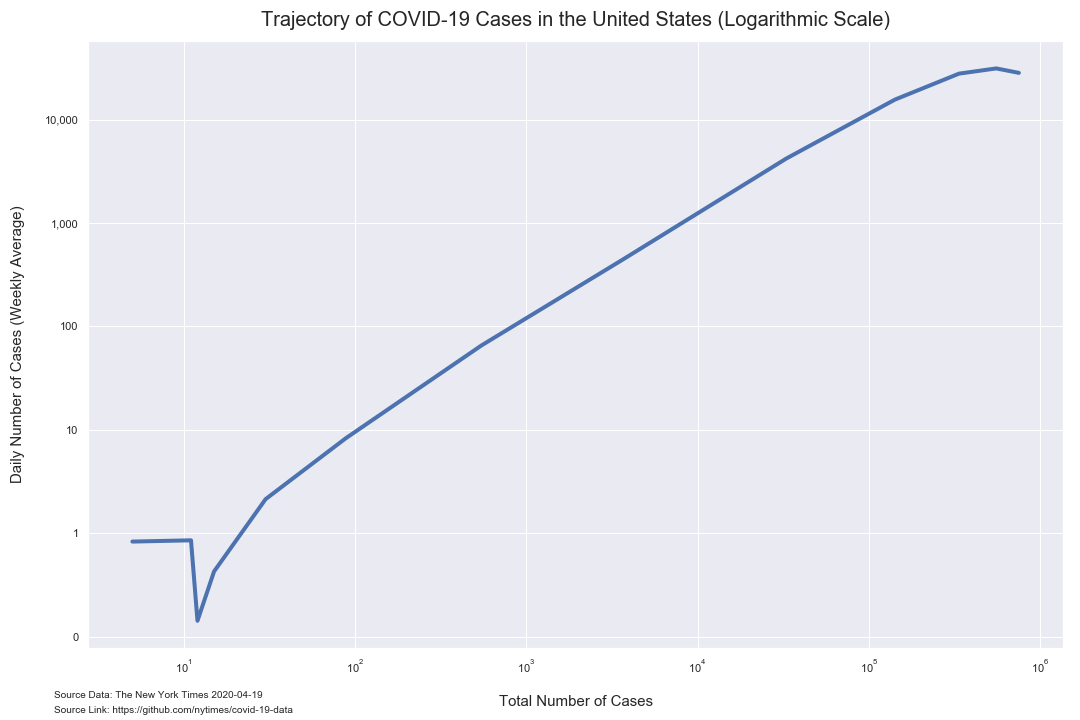 Trajectory of COVID-19 Cases in the United States (Logarithmic Scale)
Daily Number of Cases (Weekly Average)
10,000
1,000
100
10
1
0
10¹
10²
10³
10⁴
10⁵
10⁶
Total Number of Cases
Source Data: The New York Times 2020-04-19
Source Link: https://github.com/nytimes/covid-19-data